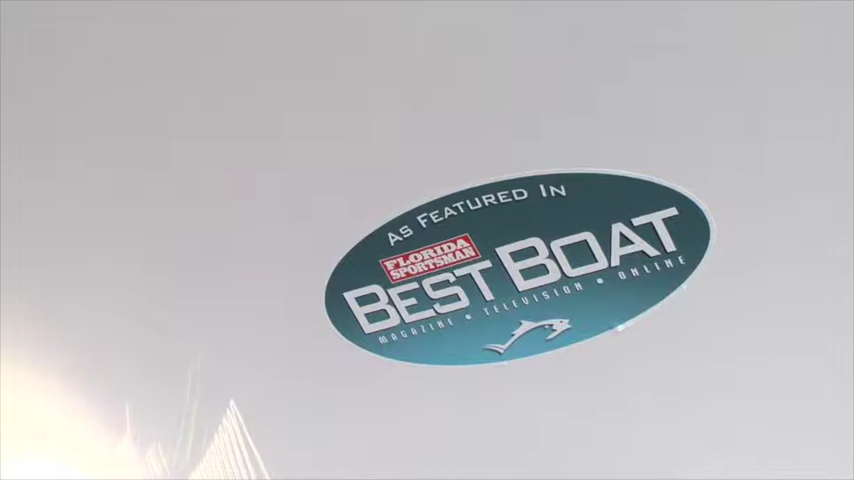 As Featured In
FLORIDA
SPORTSMAN
BEST BOAT
MAGAZINE • TELEVISION • ONLINE